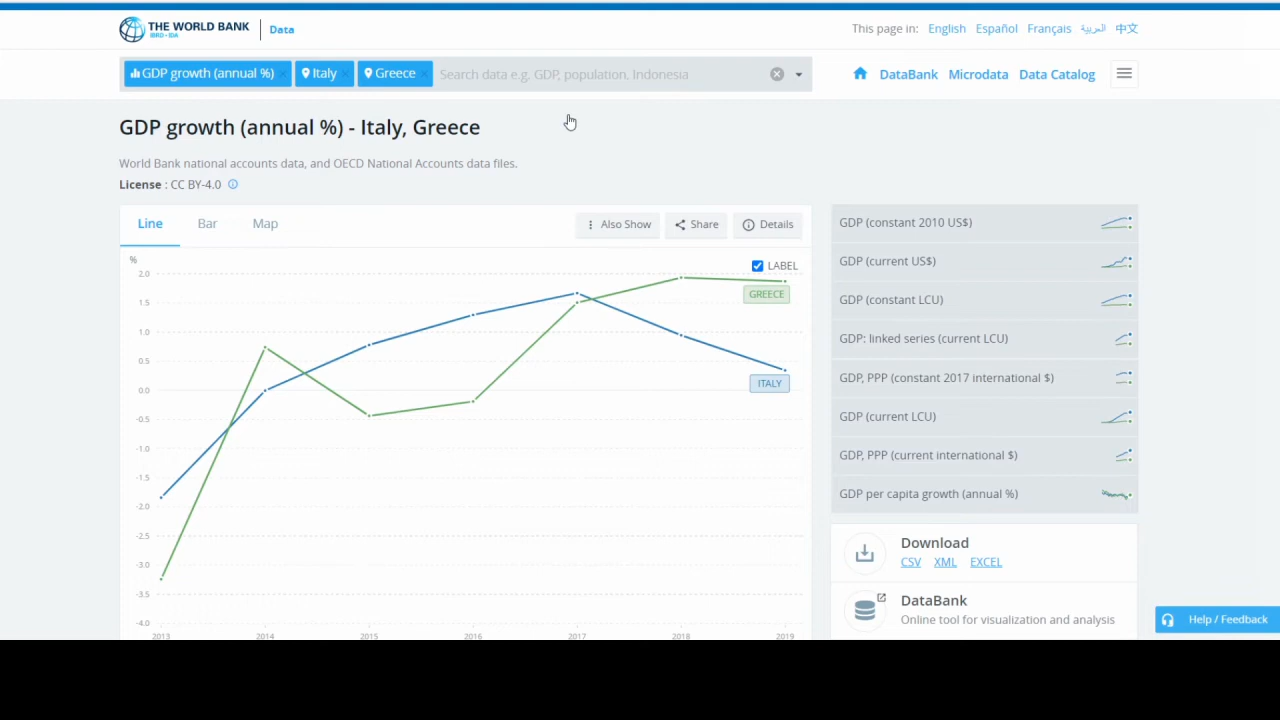 THE WORLD BANK
IBRD • IDA
Data
This page in: English Español Français العربية 中文
GDP growth (annual %) × Italy × Greece × Search data e.g. GDP, population, Indonesia
DataBank Microdata Data Catalog
GDP growth (annual %) - Italy, Greece
World Bank national accounts data, and OECD National Accounts data files.
License : CC BY-4.0
Line Bar Map
Also Show Share Details
%
LABEL
2.0
1.5
1.0
0.5
0.0
-0.5
-1.0
-1.5
-2.0
-2.5
-3.0
-3.5
-4.0
GREECE
ITALY
2013 2014 2015 2016 2017 2018 2019
GDP (constant 2010 US$)
GDP (current US$)
GDP (constant LCU)
GDP: linked series (current LCU)
GDP, PPP (constant 2017 international $)
GDP (current LCU)
GDP, PPP (current international $)
GDP per capita growth (annual %)
Download
CSV XML EXCEL
DataBank
Online tool for visualization and analysis
Help / Feedback